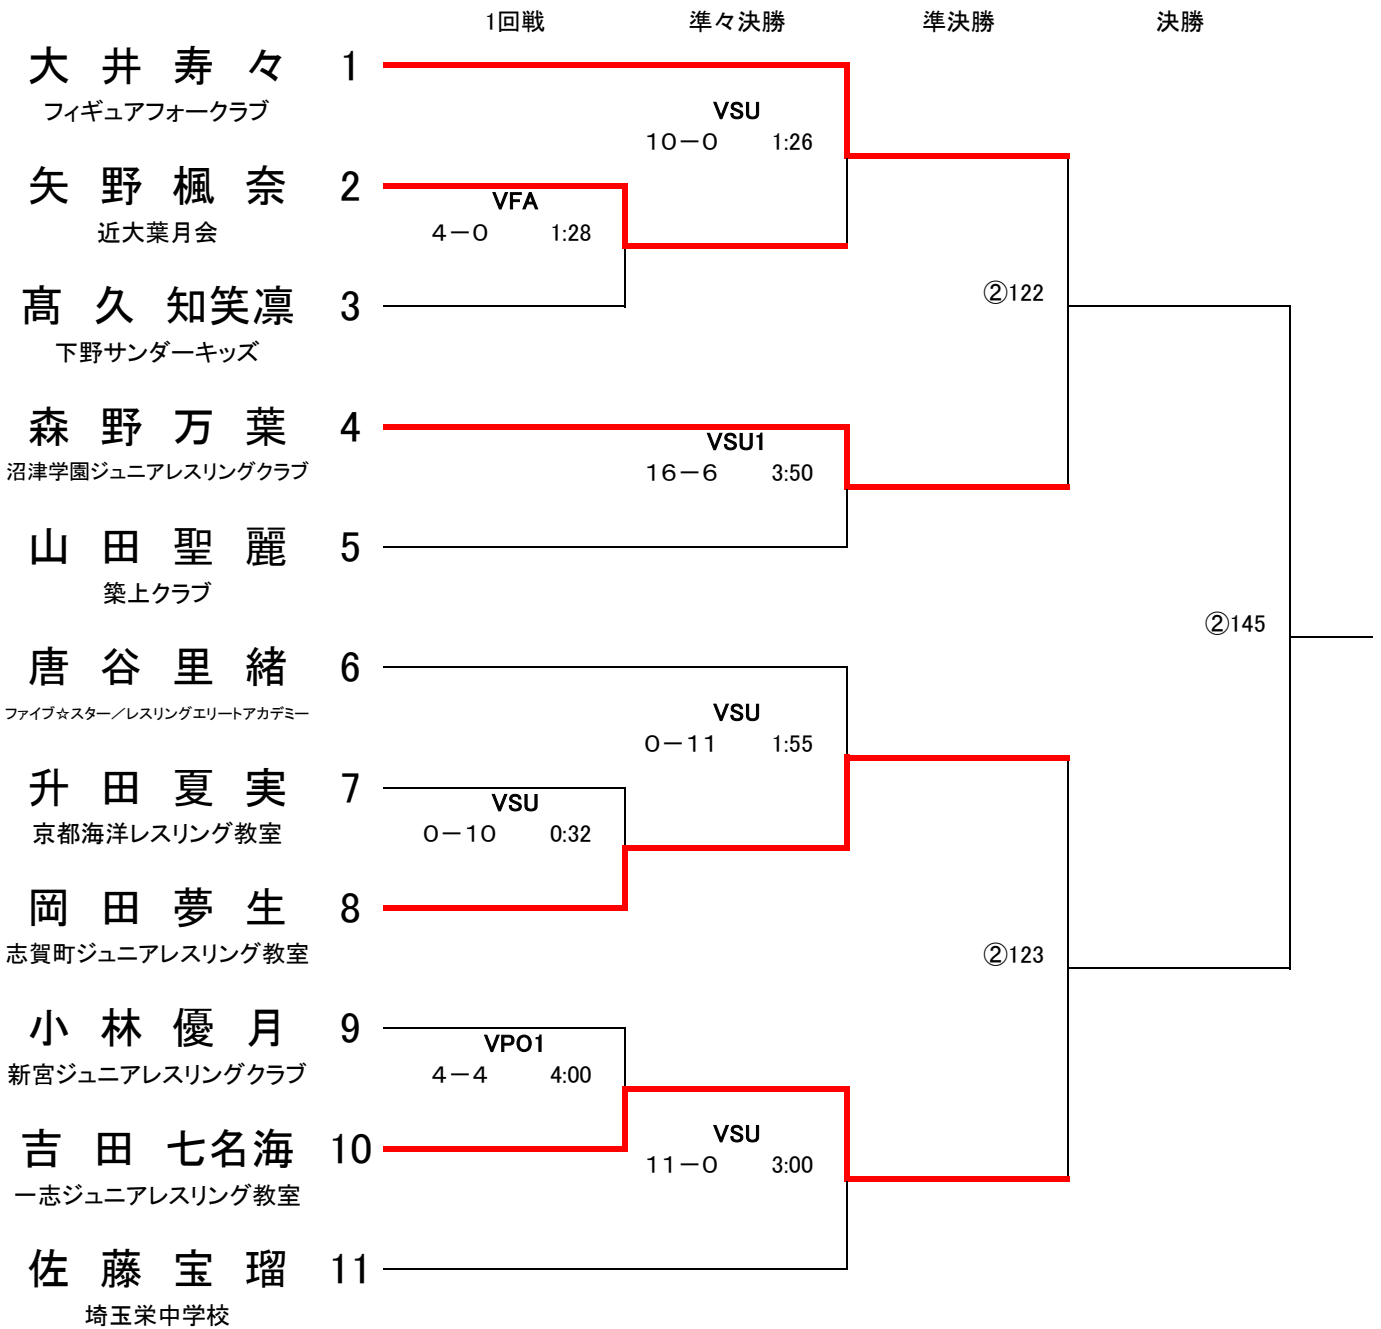 1回戦 準々決勝 準決勝 決勝
大 井 寿 々 1
フィギュアフォークラブ
VSU
10－0 1:26
矢 野 楓 奈 2
近大葉月会
VFA
4－0 1:28
髙 久 知笑凛 3
下野サンダーキッズ
②122
森 野 万 葉 4
沼津学園ジュニアレスリングクラブ
VSU1
16－6 3:50
山 田 聖 麗 5
築上クラブ
②145
唐 谷 里 緒 6
ファイブ☆スター／レスリングエリートアカデミー
VSU
0－11 1:55
升 田 夏 実 7
京都海洋レスリング教室
VSU
0－10 0:32
岡 田 夢 生 8
志賀町ジュニアレスリング教室
②123
小 林 優 月 9
新宮ジュニアレスリングクラブ
VPO1
4－4 4:00
吉 田 七名海 10
一志ジュニアレスリング教室
VSU
11－0 3:00
佐 藤 宝 瑠 11
埼玉栄中学校